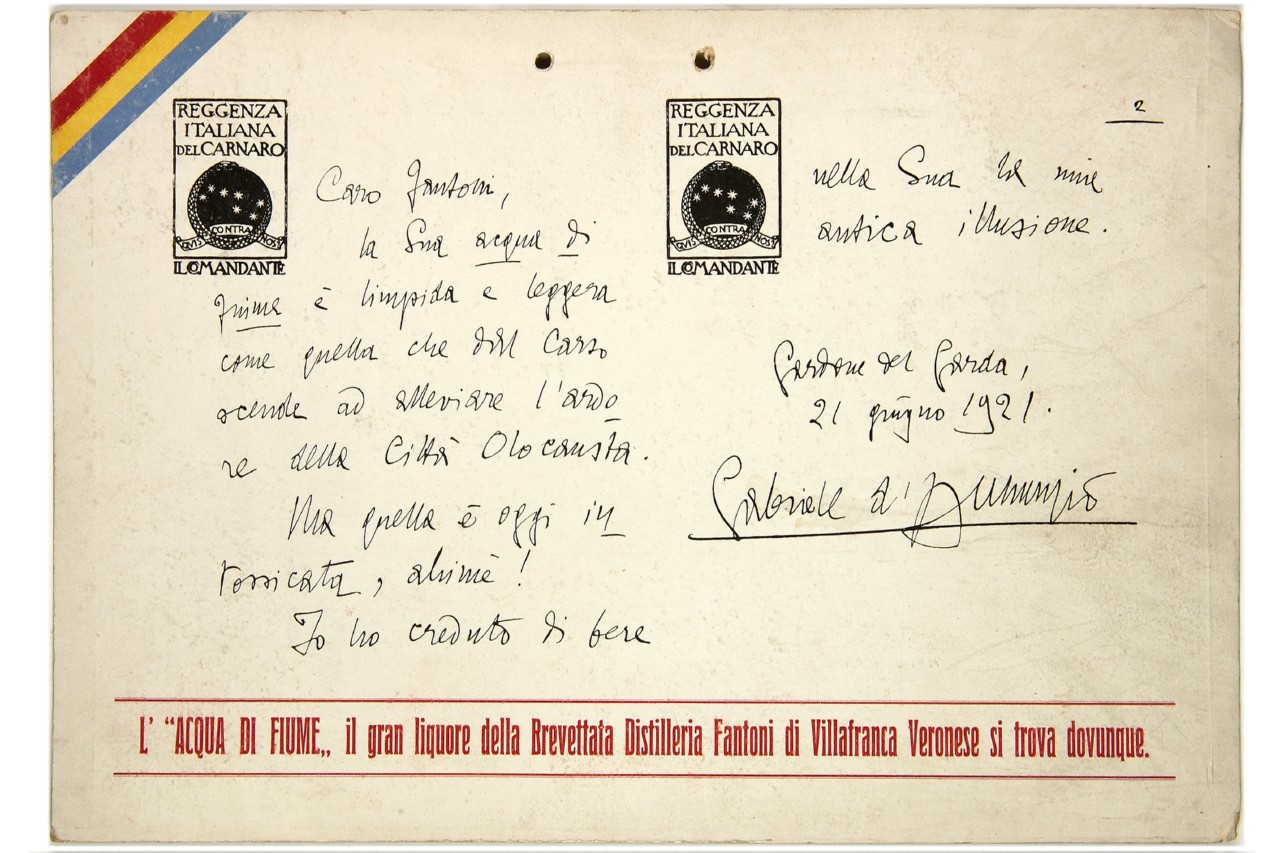 REGGENZA
ITALIANA
DEL CARNARO
QVIS CONTRA NOS
IL COMANDANTE
Caro Fantoni,
la Sua acqua di
Fiume è limpida e leggera
come quella che dal Carso
scende ad alleviare l'ardo
re della Città Olocausta.
Ma quella è oggi in
tossicata, ahimè!
Io ho creduto di bere
REGGENZA
ITALIANA
DEL CARNARO
QVIS CONTRA NOS
IL COMANDANTE
2
nella Sua la mia
antica illusione.
Gardone del Garda,
21 giugno 1921.
Gabriele d'Annunzio
L' “ACQUA DI FIUME„ il gran liquore della Brevettata Distilleria Fantoni di Villafranca Veronese si trova dovunque.